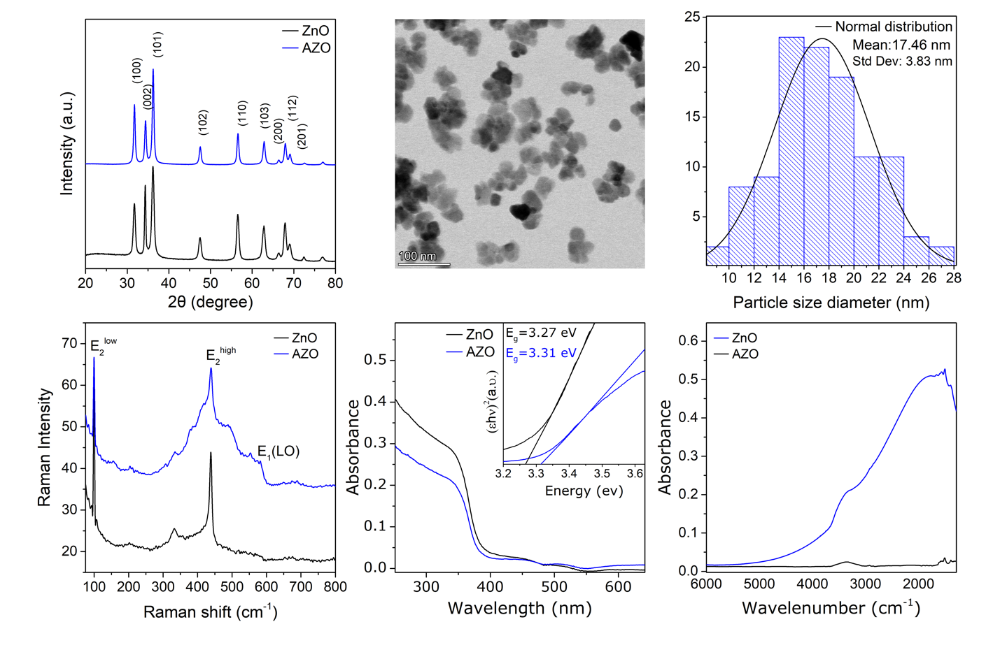 ZnO
AZO
(100)
(002)
(101)
(102)
(110)
(103)
(200)
(112)
(201)
Intensity (a.u.)
20 30 40 50 60 70 80
2θ (degree)
100 nm
25
20
15
10
5
Normal distribution
Mean:17.46 nm
Std Dev: 3.83 nm
10 12 14 16 18 20 22 24 26 28
Particle size diameter (nm)
70
60
50
40
30
20
Raman Intensity
E2low
E2high
E1(LO)
ZnO
AZO
100 200 300 400 500 600 700 800
Raman shift (cm-1)
0.5
0.4
0.3
0.2
0.1
0.0
Absorbance
ZnO
AZO
Eg=3.27 eV
Eg=3.31 eV
(εhν)2(a.υ.)
3.2 3.3 3.4 3.5 3.6
Energy (ev)
300 400 500 600
Wavelength (nm)
0.6
0.5
0.4
0.3
0.2
0.1
0.0
Absorbance
ZnO
AZO
6000 5000 4000 3000 2000
Wavelenumber (cm-1)